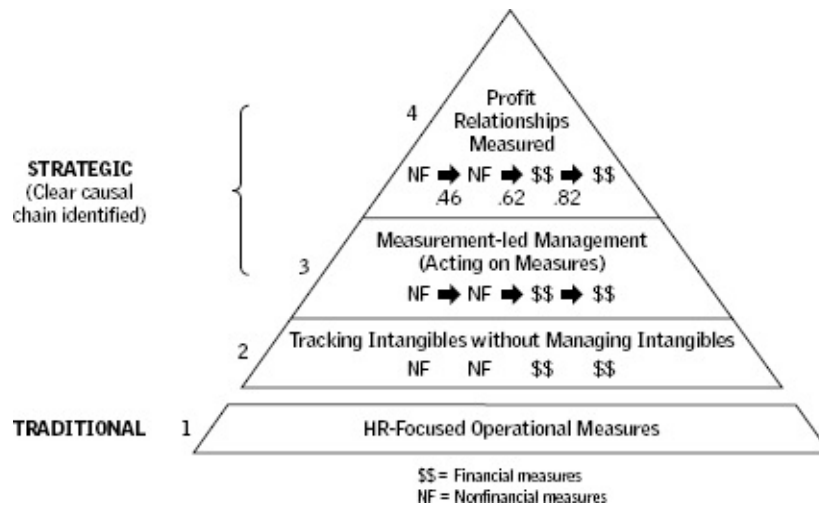 4
Profit
Relationships
Measured
NF ➡ NF ➡ $$ ➡ $$
.46 .62 .82
STRATEGIC
(Clear causal
chain identified)
3
Measurement-led Management
(Acting on Measures)
NF ➡ NF ➡ $$ ➡ $$
2
Tracking Intangibles without Managing Intangibles
NF NF $$ $$
TRADITIONAL 1 HR-Focused Operational Measures
$$ = Financial measures
NF = Nonfinancial measures